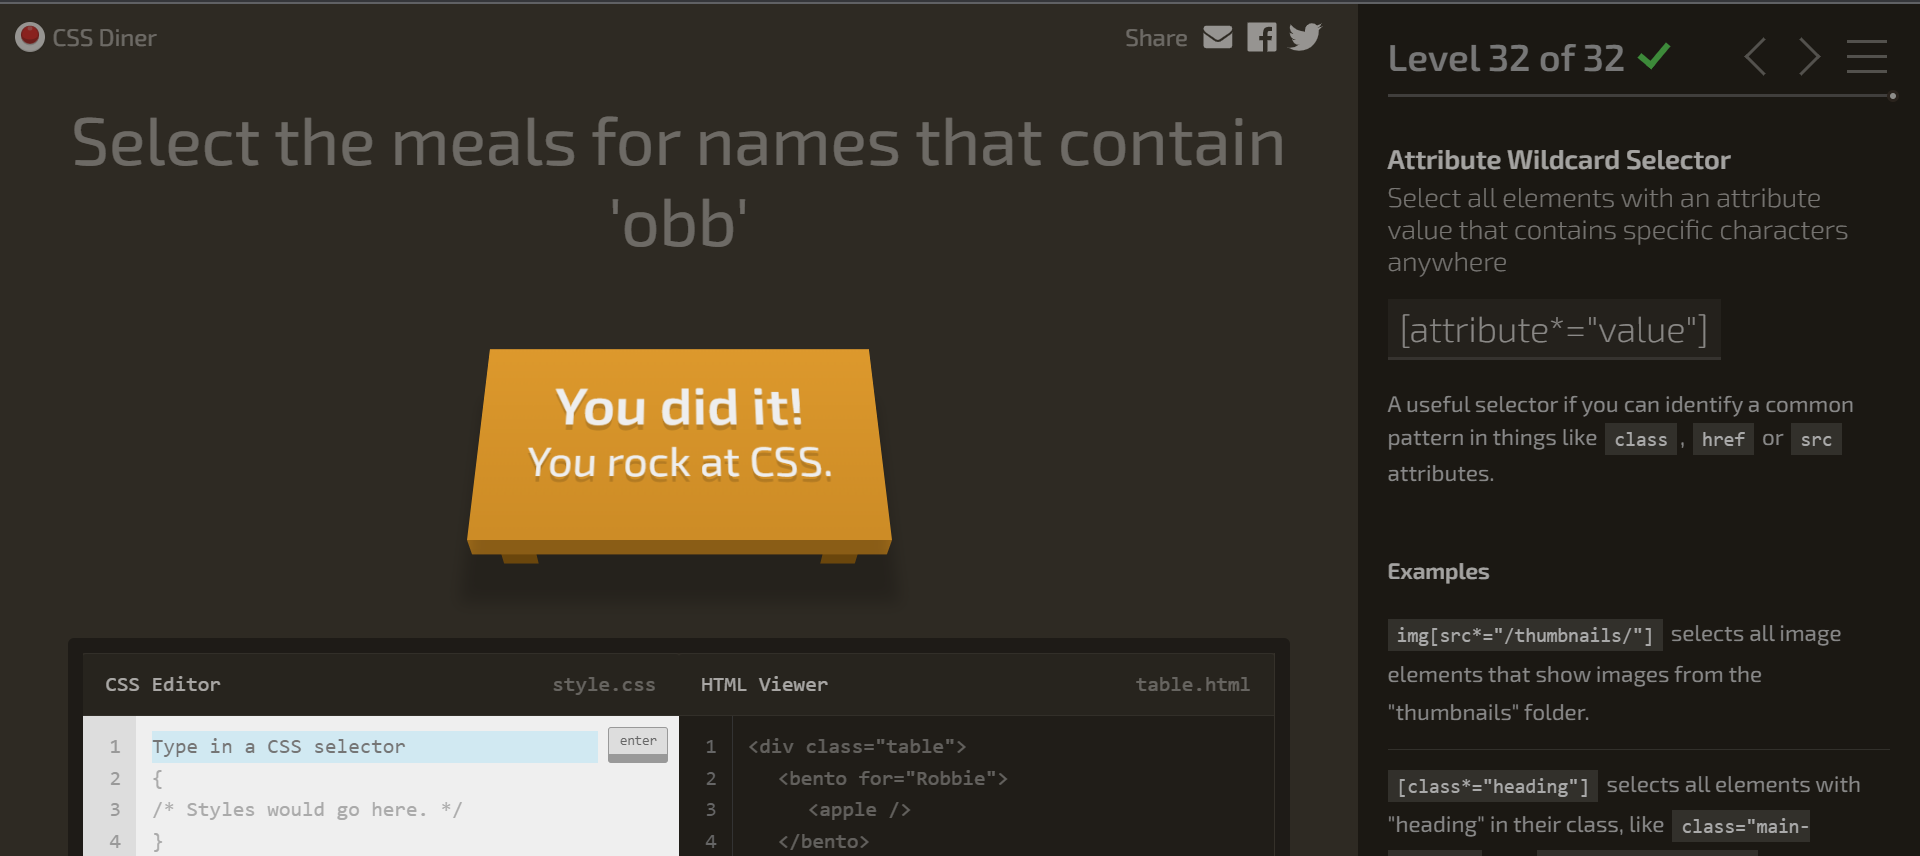 CSS Diner
Share
Select the meals for names that contain
'obb'
You did it!
You rock at CSS.
CSS Editor
style.css
1
Type in a CSS selector
enter
2
{
3
/* Styles would go here. */
4
}
HTML Viewer
table.html
1
<div class="table">
2
<bento for="Robbie">
3
<apple />
4
</bento>
Level 32 of 32
Attribute Wildcard Selector
Select all elements with an attribute
value that contains specific characters
anywhere
[attribute*="value"]
A useful selector if you can identify a common
pattern in things like class , href or src
attributes.
Examples
img[src*="/thumbnails/"] selects all image
elements that show images from the
"thumbnails" folder.
[class*="heading"] selects all elements with
"heading" in their class, like class="main-